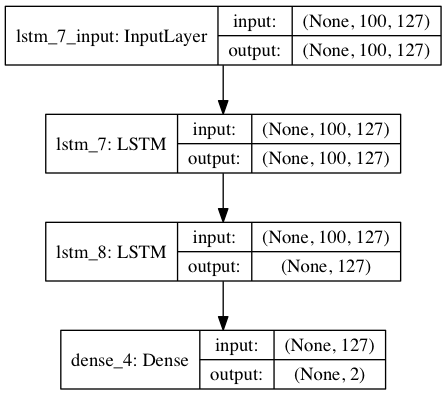 lstm_7_input: InputLayer
input: (None, 100, 127)
output: (None, 100, 127)
lstm_7: LSTM
input: (None, 100, 127)
output: (None, 100, 127)
lstm_8: LSTM
input: (None, 100, 127)
output: (None, 127)
dense_4: Dense
input: (None, 127)
output: (None, 2)